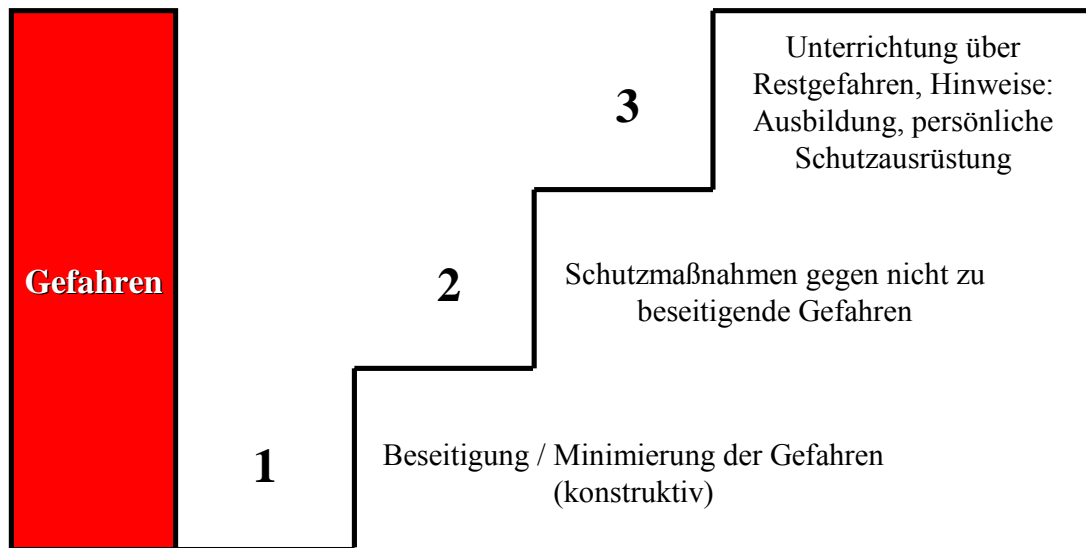 Unterrichtung über
Restgefahren, Hinweise:
Ausbildung, persönliche
Schutzausrüstung
3
Gefahren
2
Schutzmaßnahmen gegen nicht zu
beseitigende Gefahren
1
Beseitigung / Minimierung der Gefahren
(konstruktiv)